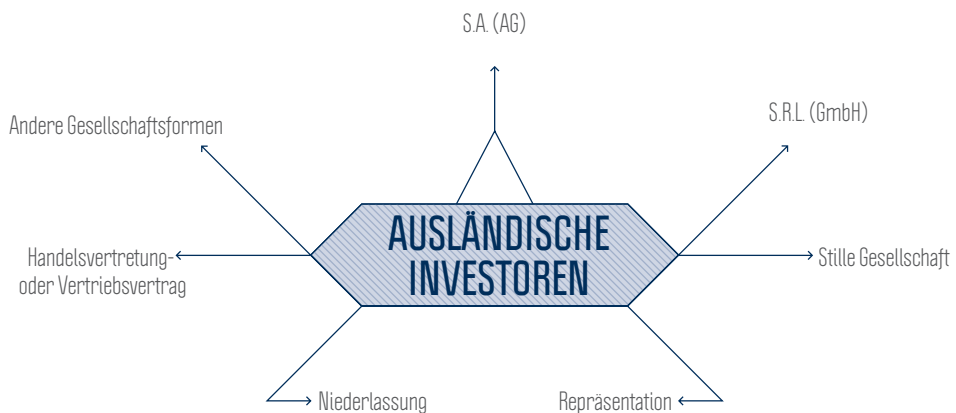 S.A. (AG)
S.R.L. (GmbH)
Andere Gesellschaftsformen
AUSLÄNDISCHE
INVESTOREN
Handelsvertretung-
oder Vertriebsvertrag
Stille Gesellschaft
Niederlassung
Repräsentation